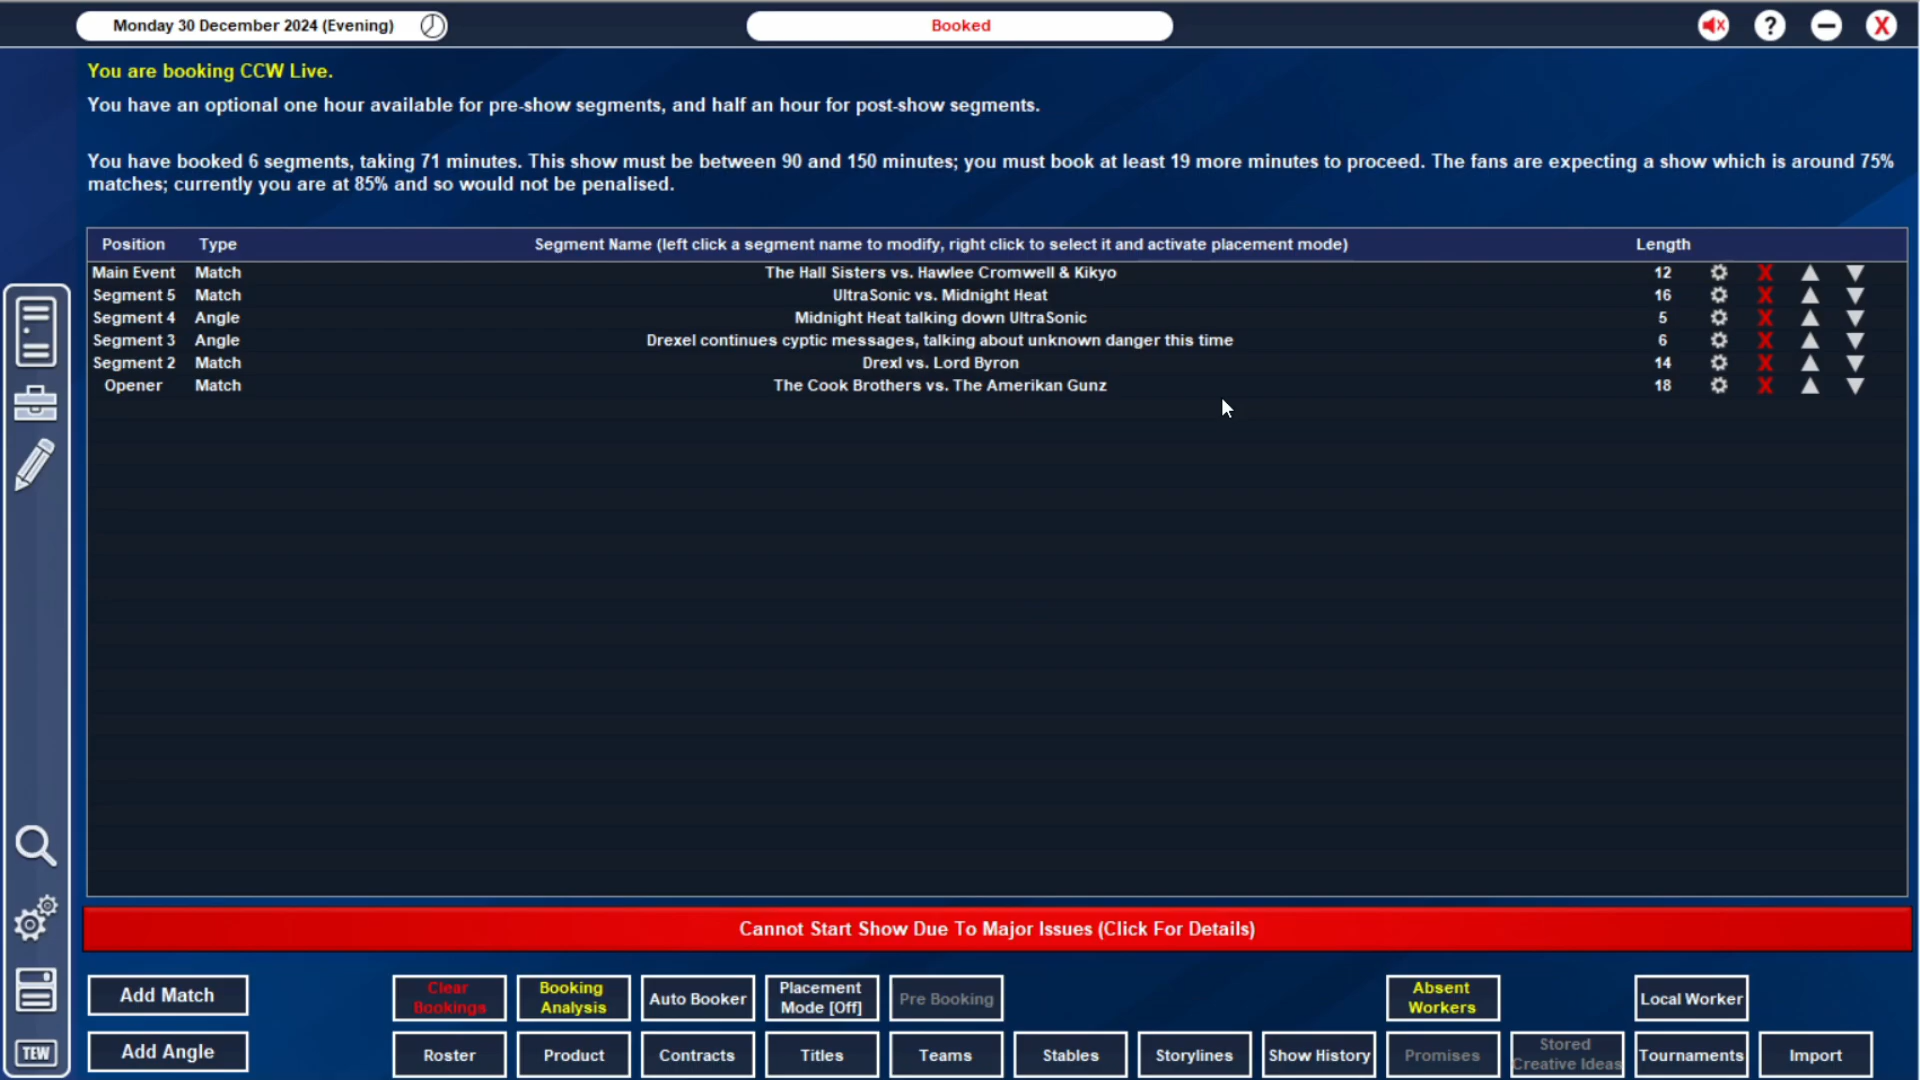 Monday 30 December 2024 (Evening)
Booked
?
X
You are booking CCW Live.
You have an optional one hour available for pre-show segments, and half an hour for post-show segments.
You have booked 6 segments, taking 71 minutes. This show must be between 90 and 150 minutes; you must book at least 19 more minutes to proceed. The fans are expecting a show which is around 75%
matches; currently you are at 85% and so would not be penalised.
Position Type Segment Name (left click a segment name to modify, right click to select it and activate placement mode) Length
Main Event Match The Hall Sisters vs. Hawlee Cromwell & Kikyo 12 X
Segment 5 Match UltraSonic vs. Midnight Heat 16 X
Segment 4 Angle Midnight Heat talking down UltraSonic 5 X
Segment 3 Angle Drexel continues cyptic messages, talking about unknown danger this time 6 X
Segment 2 Match Drexl vs. Lord Byron 14 X
Opener Match The Cook Brothers vs. The Amerikan Gunz 18 X
Cannot Start Show Due To Major Issues (Click For Details)
Add Match
Clear
Bookings
Booking
Analysis
Auto Booker
Placement
Mode [Off]
Pre Booking
Absent
Workers
Local Worker
TEW
Add Angle
Roster
Product
Contracts
Titles
Teams
Stables
Storylines
Show History
Promises
Stored
Creative Ideas
Tournaments
Import